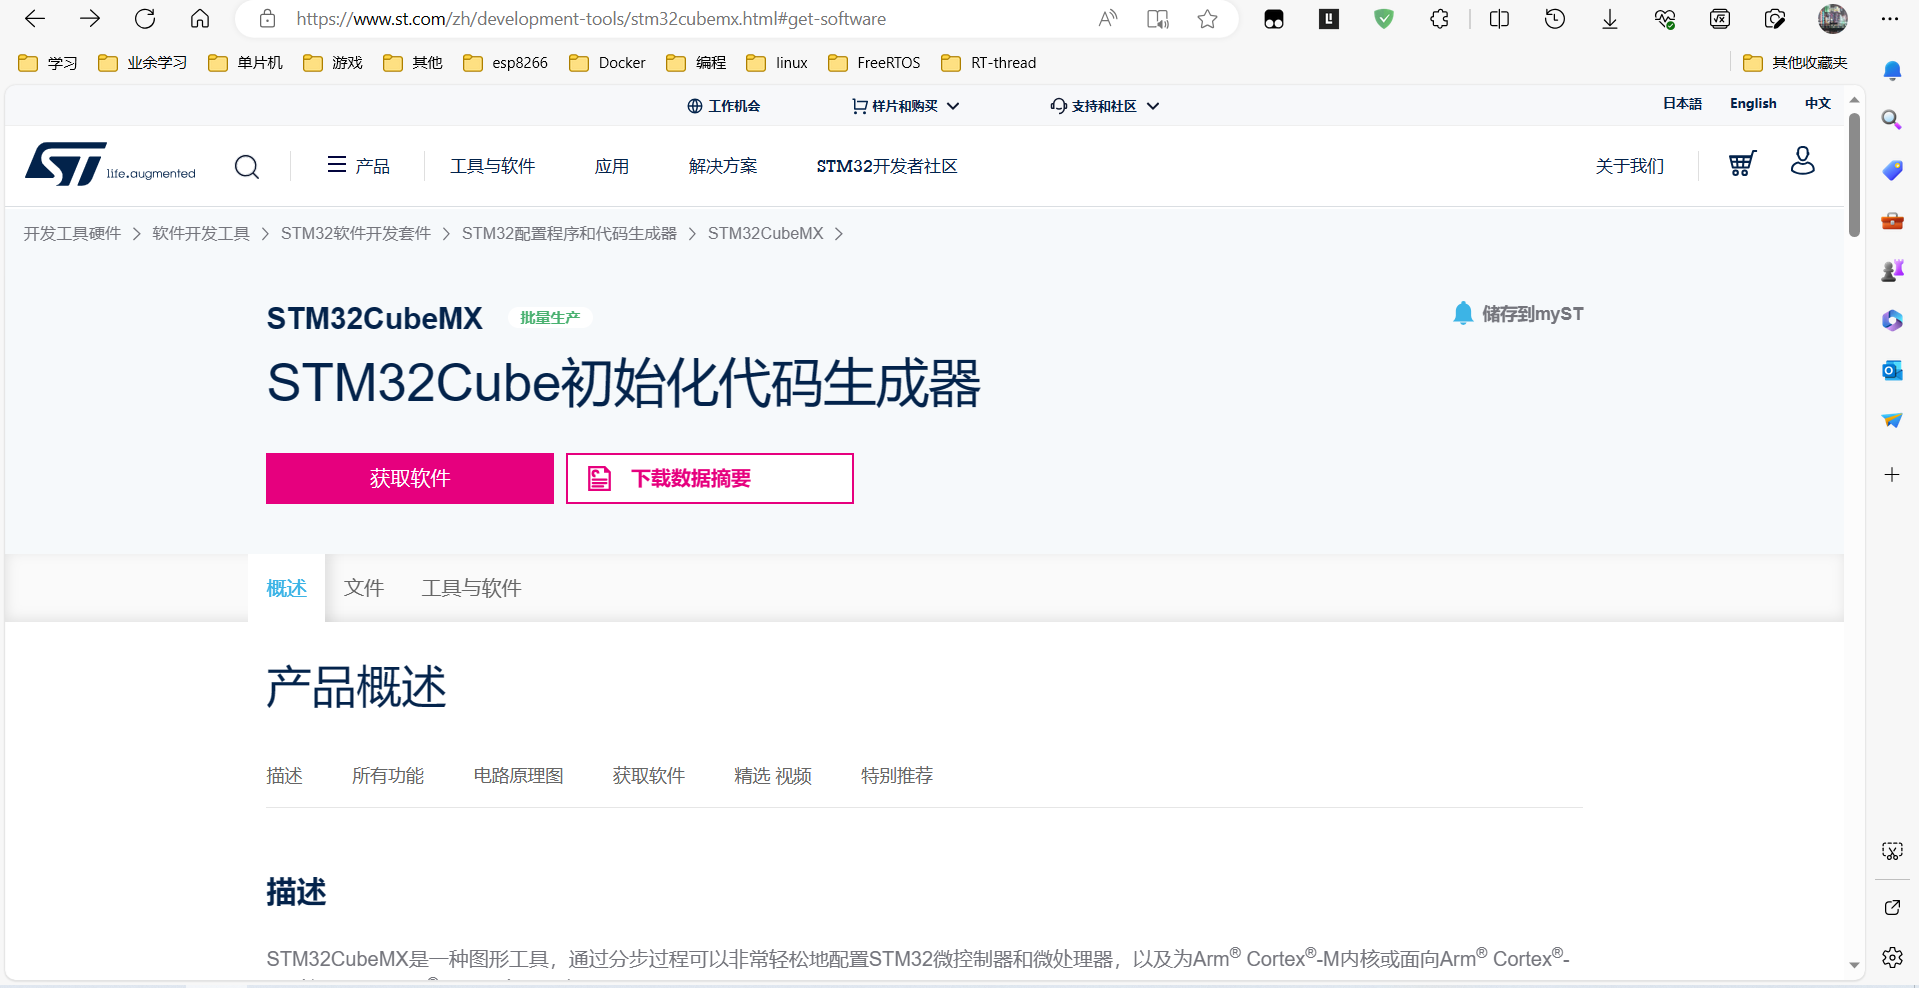 https://www.st.com/zh/development-tools/stm32cubemx.html#get-software
学习 业余学习 单片机 游戏 其他 esp8266 Docker 编程 linux FreeRTOS RT-thread 其他收藏夹
工作机会 样片和购买 支持和社区 日本語 English 中文
ST life.augmented 产品 工具与软件 应用 解决方案 STM32开发者社区 关于我们
开发工具硬件 > 软件开发工具 > STM32软件开发套件 > STM32配置程序和代码生成器 > STM32CubeMX >
STM32CubeMX 批量生产 储存到myST
STM32Cube初始化代码生成器
获取软件 下载数据摘要
概述 文件 工具与软件
产品概述
描述 所有功能 电路原理图 获取软件 精选 视频 特别推荐
描述
STM32CubeMX是一种图形工具，通过分步过程可以非常轻松地配置STM32微控制器和微处理器，以及为Arm® Cortex®-M内核或面向Arm® Cortex®-